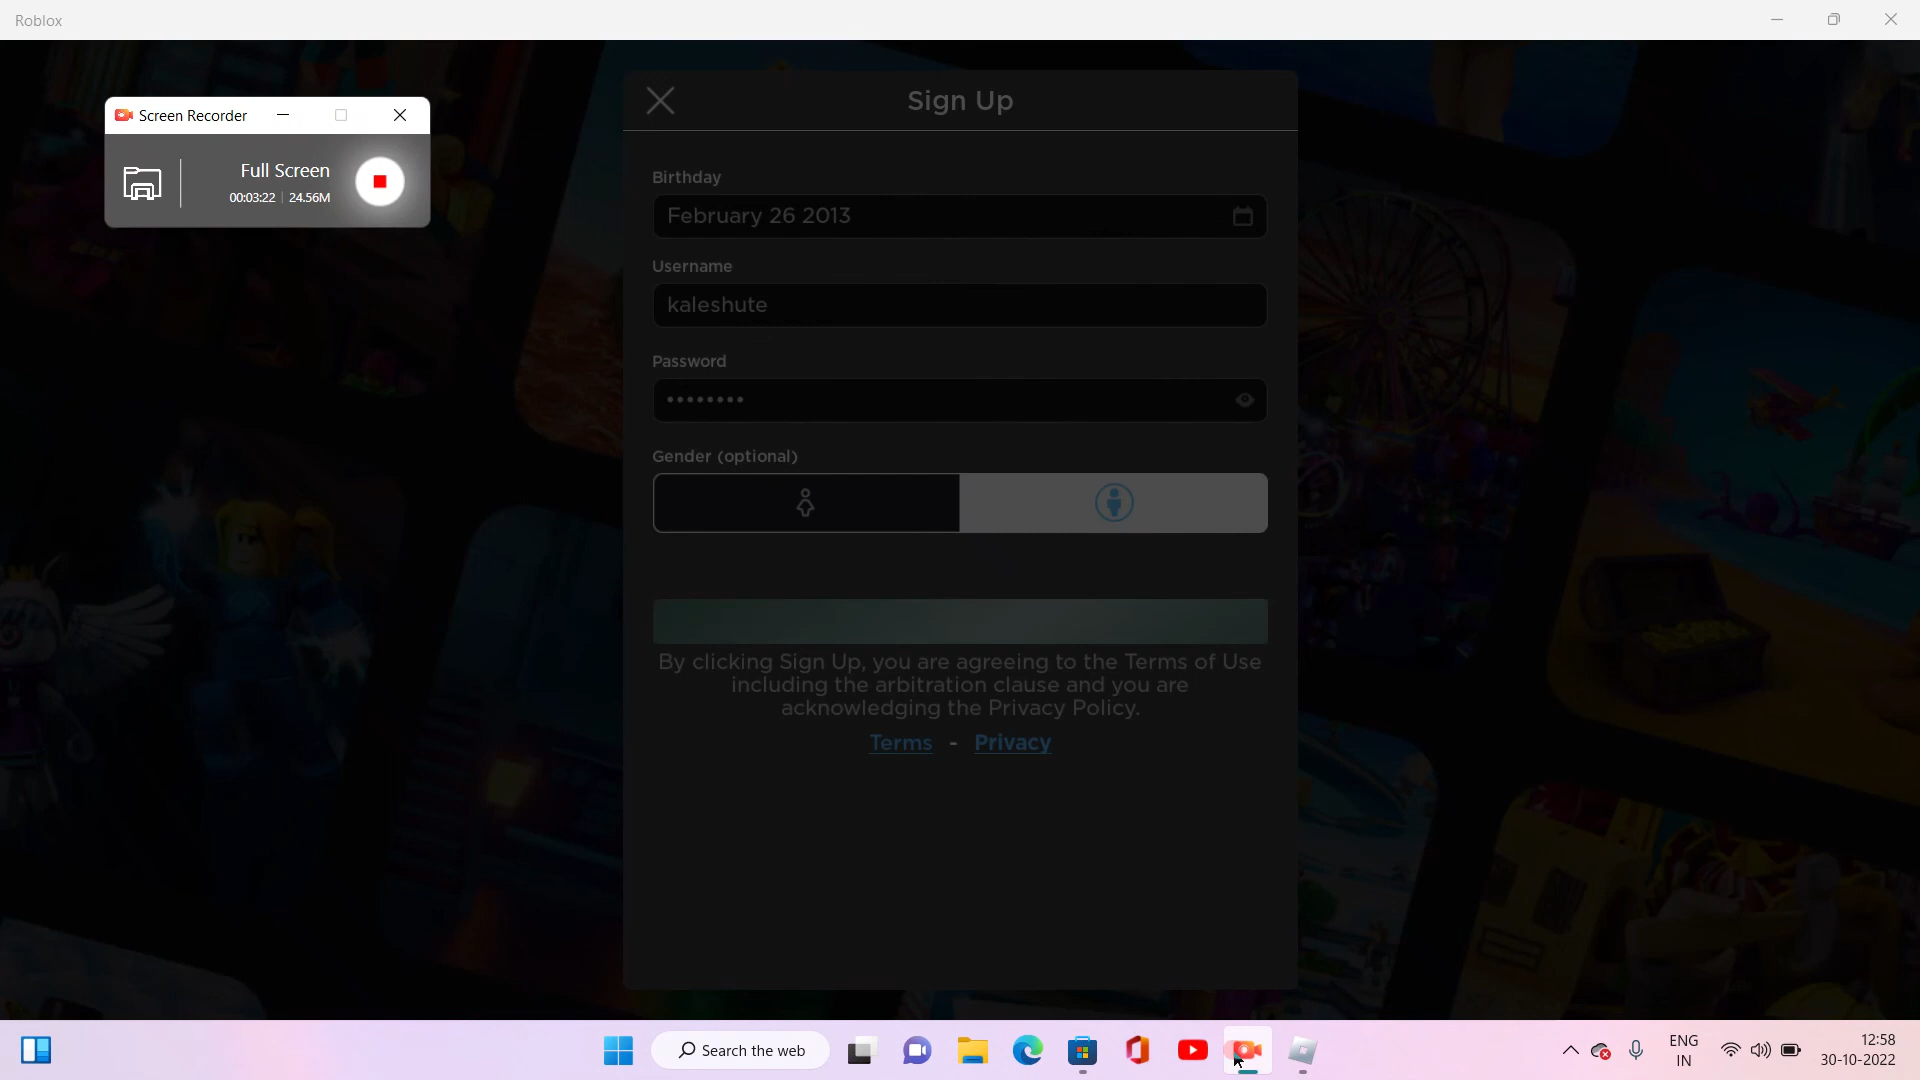 Roblox
Screen Recorder
Full Screen
00:03:22 | 24.56M
Sign Up
Birthday
February 26 2013
Username
kaleshute
Password
••••••••
Gender (optional)
By clicking Sign Up, you are agreeing to the Terms of Use
including the arbitration clause and you are
acknowledging the Privacy Policy.
Terms - Privacy
Search the web
ENG
IN
12:58
30-10-2022